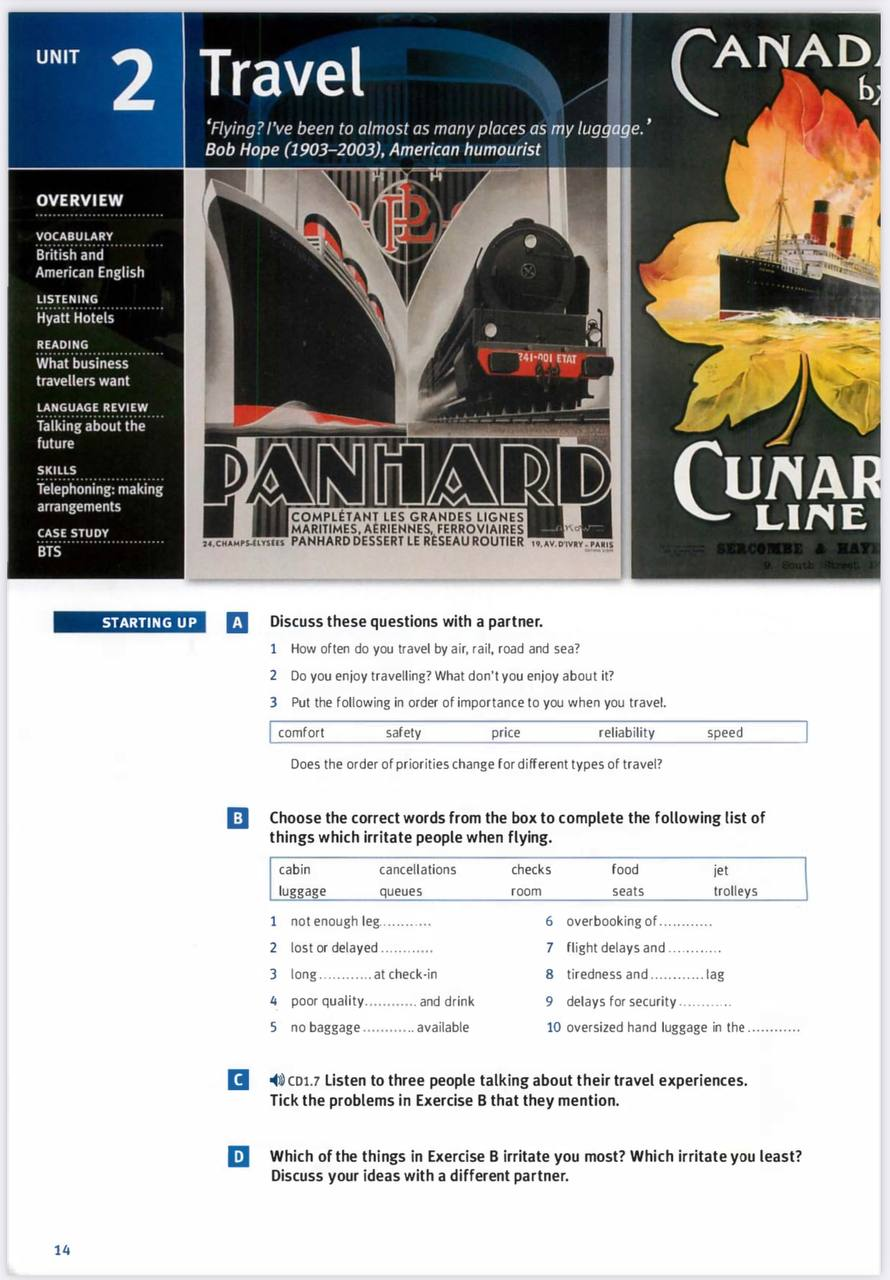 UNIT 2
Travel
‘Flying? I’ve been to almost as many places as my luggage.’
Bob Hope (1903–2003), American humourist
OVERVIEW
VOCABULARY
British and
American English
LISTENING
Hyatt Hotels
READING
What business
travellers want
LANGUAGE REVIEW
Talking about the
future
SKILLS
Telephoning: making
arrangements
CASE STUDY
BTS
PL
241-001 ETAT
PANHARD
COMPLÉTANT LES GRANDES LIGNES
MARITIMES, AÉRIENNES, FERROVIAIRES
24, CHAMPS-ÉLYSÉES PANHARD DESSERT LE RÉSEAU ROUTIER 19, AV. D'IVRY - PARIS
CANADA
by
CUNAR
LINE
SERCOMBE & HAYE
9, South Street,
STARTING UP
A Discuss these questions with a partner.
1 How often do you travel by air, rail, road and sea?
2 Do you enjoy travelling? What don't you enjoy about it?
3 Put the following in order of importance to you when you travel.
comfort safety price reliability speed
Does the order of priorities change for different types of travel?
B Choose the correct words from the box to complete the following list of
things which irritate people when flying.
cabin cancellations checks food jet
luggage queues room seats trolleys
1 not enough leg............
2 lost or delayed ............
3 long ............ at check-in
4 poor quality............ and drink
5 no baggage ............ available
6 overbooking of ............
7 flight delays and ............
8 tiredness and ............ lag
9 delays for security ............
10 oversized hand luggage in the ............
C CD1.7 Listen to three people talking about their travel experiences.
Tick the problems in Exercise B that they mention.
D Which of the things in Exercise B irritate you most? Which irritate you least?
Discuss your ideas with a different partner.
14